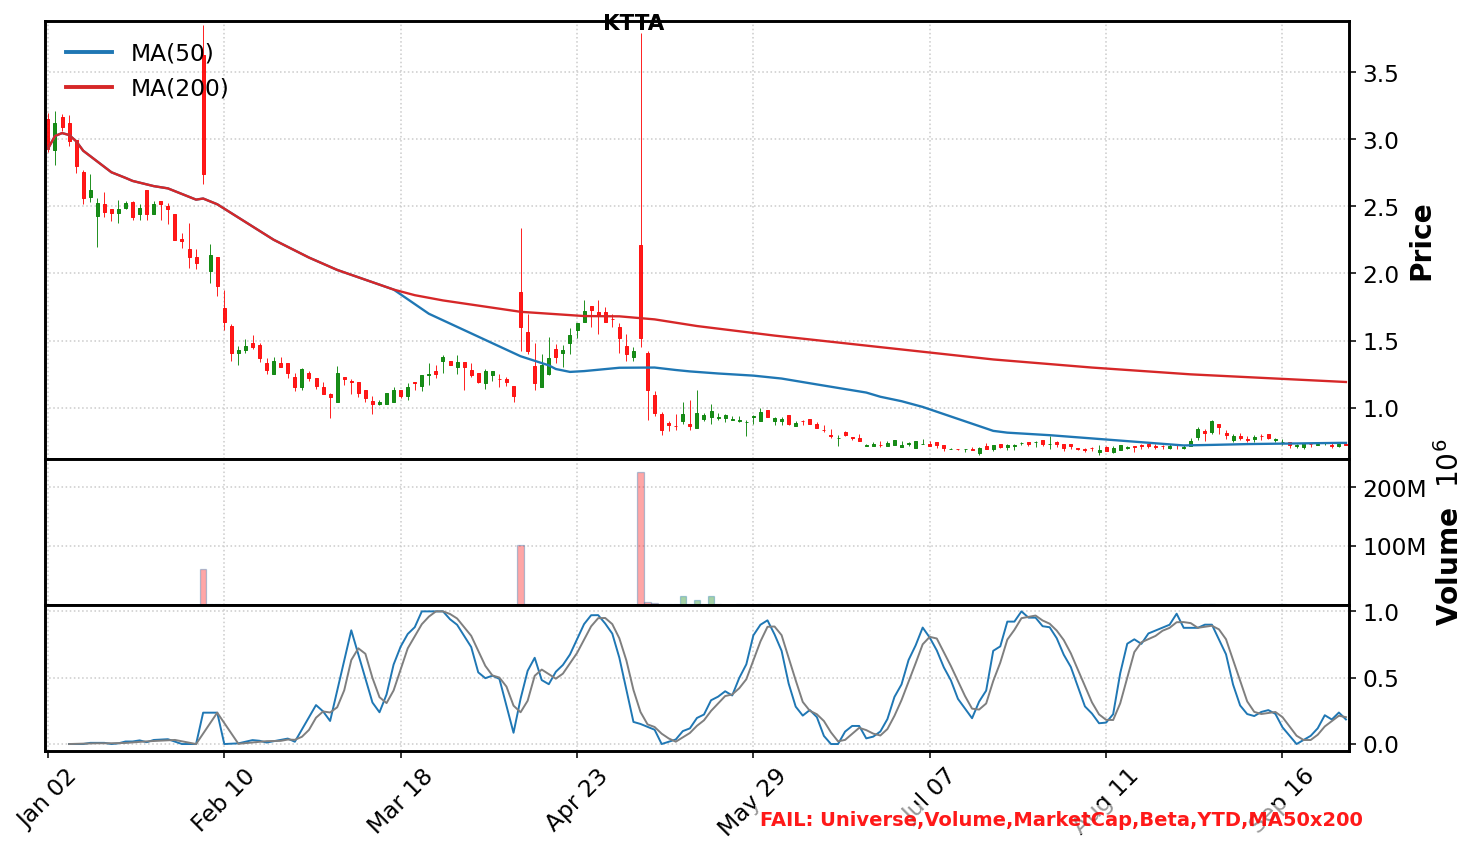 KTTA
MA(50)
MA(200)
3.5
3.0
2.5
2.0
1.5
1.0
Price
200M
100M
Volume 10^6
1.0
0.5
0.0
Jan 02
Feb 10
Mar 18
Apr 23
May 29
Jul 07
Aug 11
Sep 16
FAIL: Universe,Volume,MarketCap,Beta,YTD,MA50x200